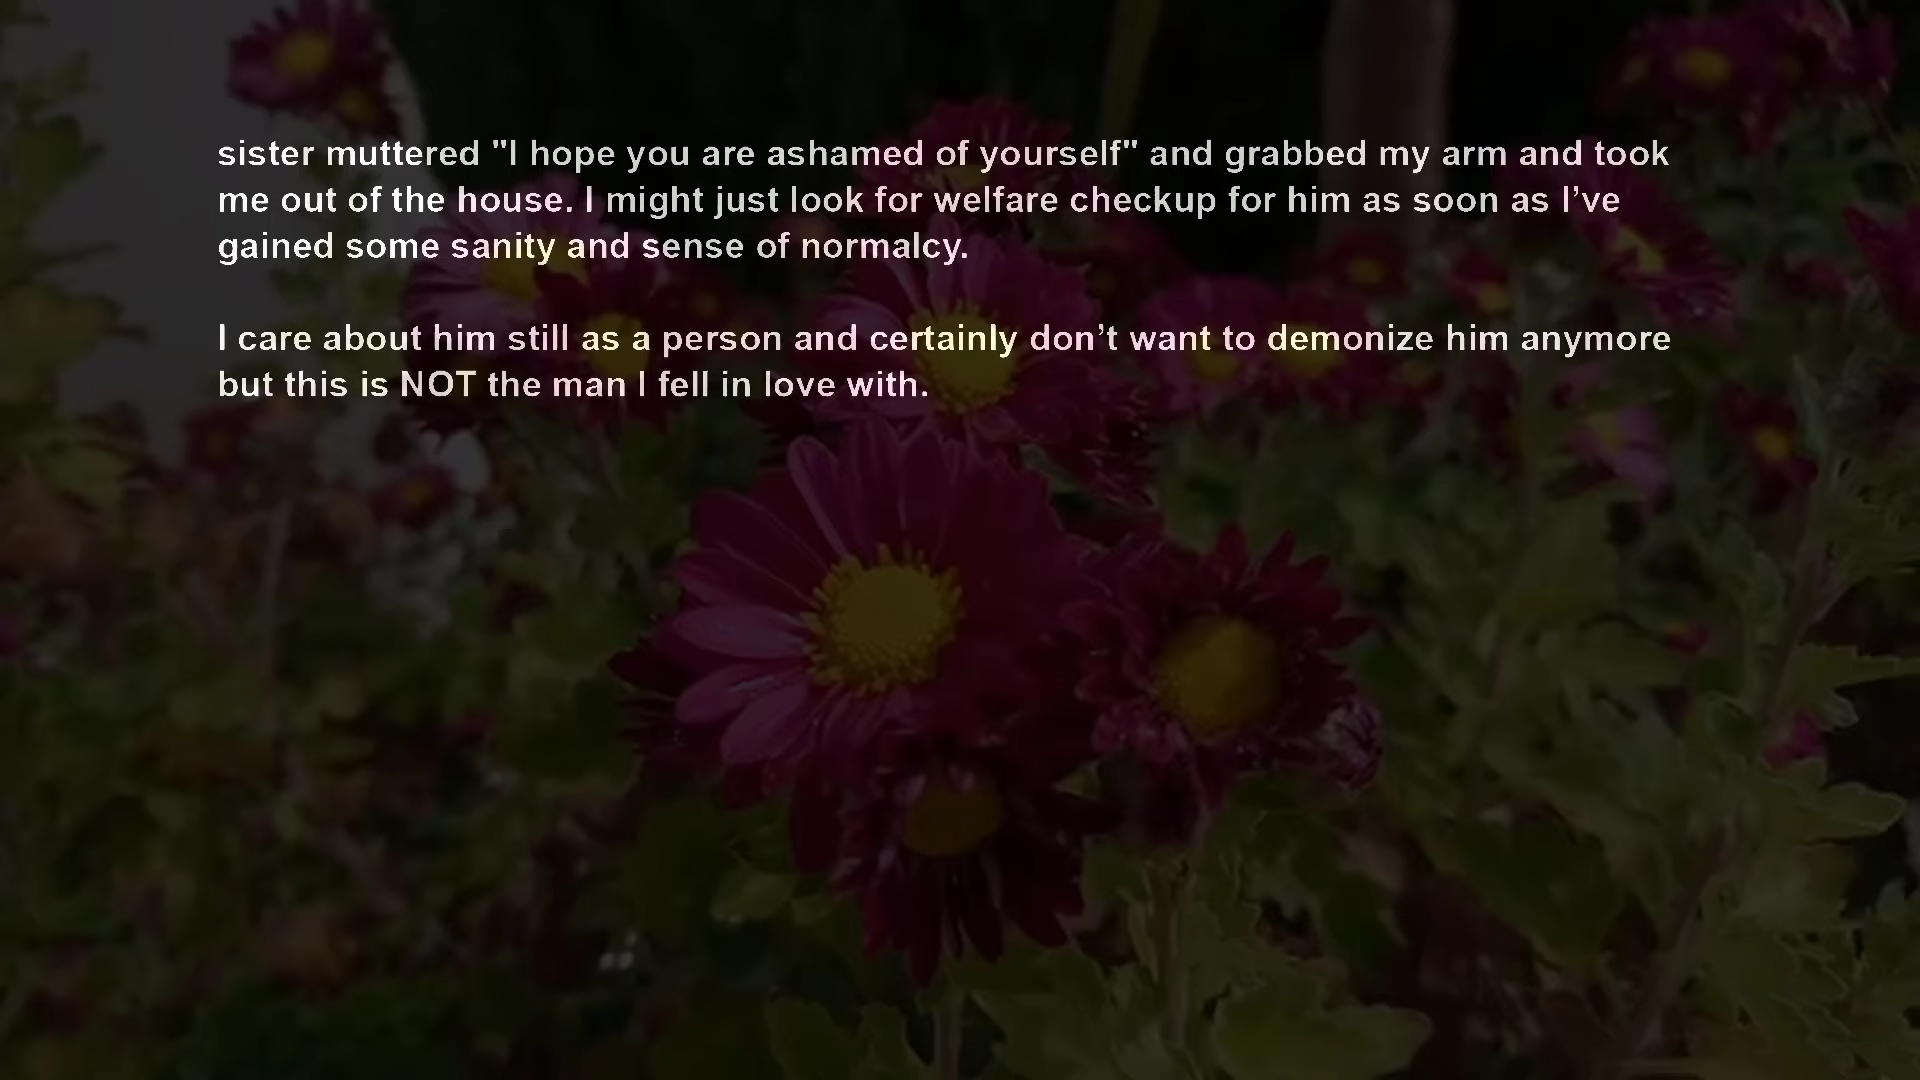 sister muttered "I hope you are ashamed of yourself" and grabbed my arm and took
me out of the house. I might just look for welfare checkup for him as soon as I’ve
gained some sanity and sense of normalcy.
I care about him still as a person and certainly don’t want to demonize him anymore
but this is NOT the man I fell in love with.